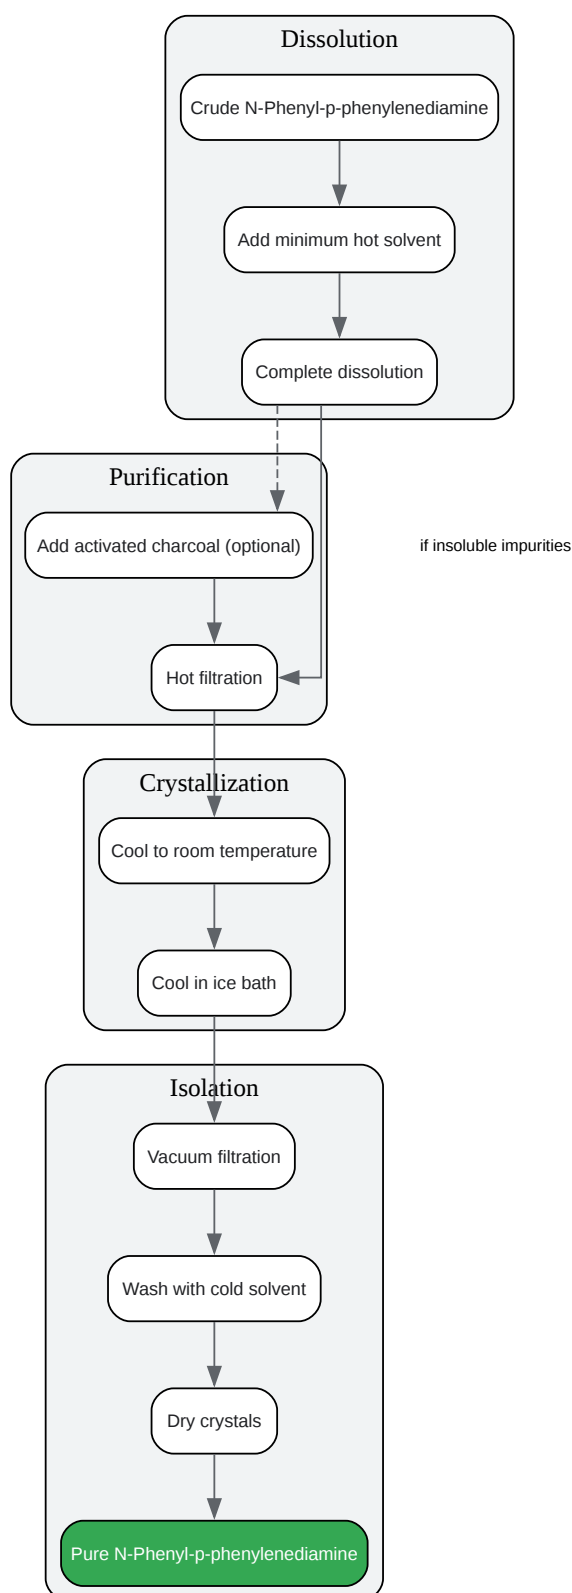 Dissolution
Crude N-Phenyl-p-phenylenediamine
Add minimum hot solvent
Complete dissolution
Purification
Add activated charcoal (optional)
if insoluble impurities
Hot filtration
Crystallization
Cool to room temperature
Cool in ice bath
Isolation
Vacuum filtration
Wash with cold solvent
Dry crystals
Pure N-Phenyl-p-phenylenediamine